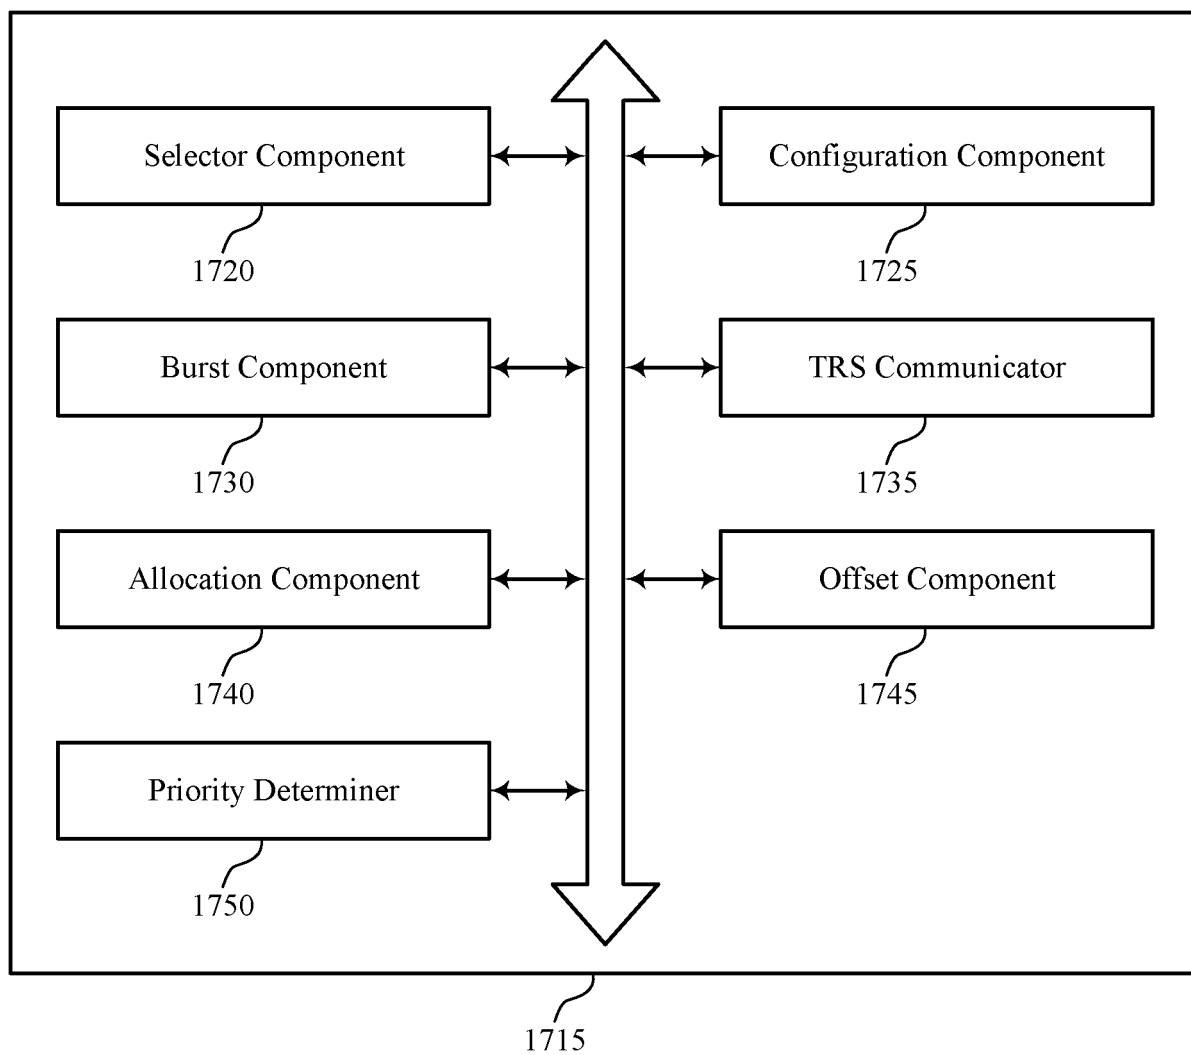 Selector Component
Configuration Component
1720
1725
Burst Component
TRS Communicator
1730
1735
Allocation Component
Offset Component
1740
1745
Priority Determiner
1750
1715